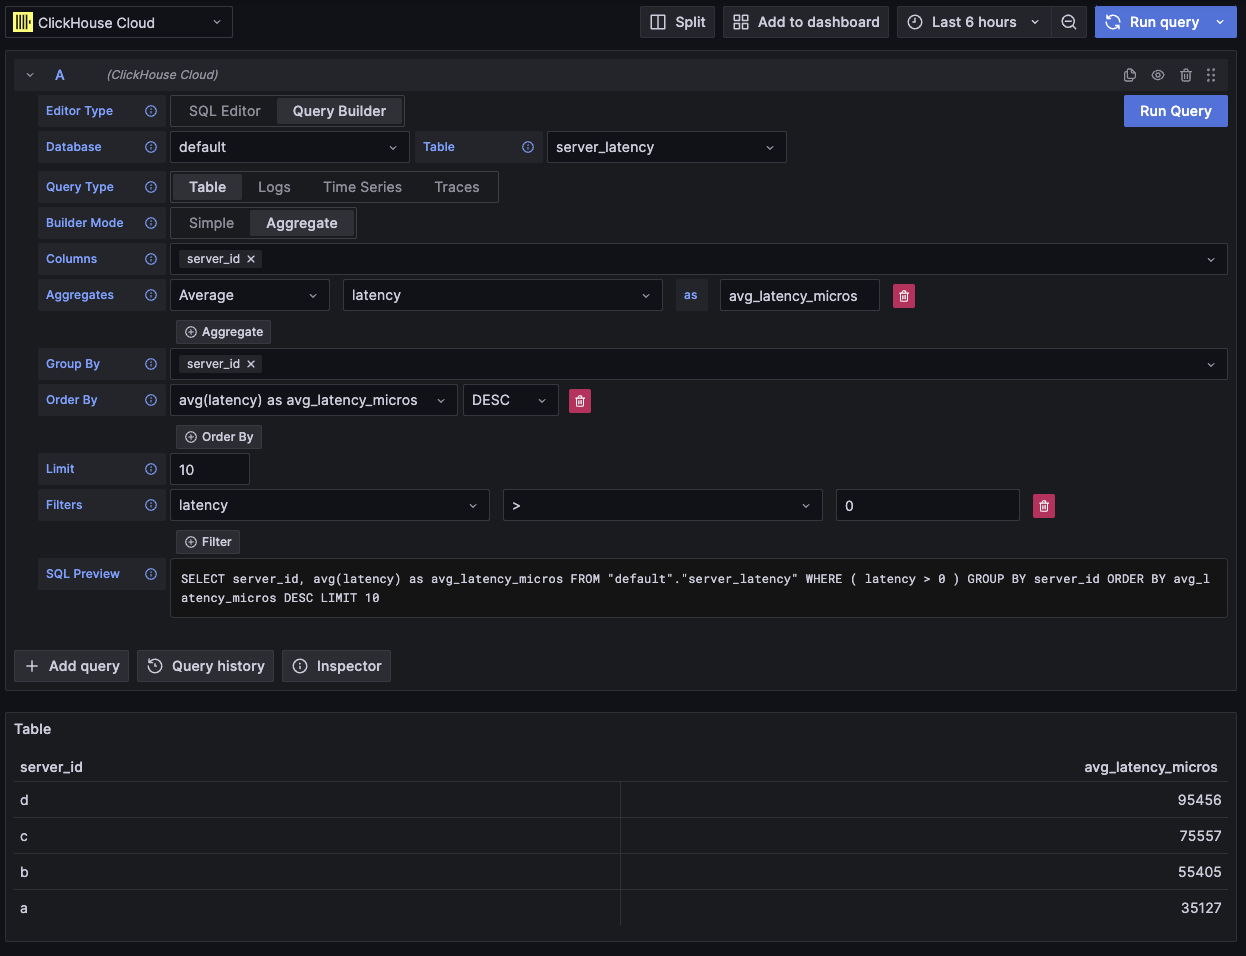 ClickHouse Cloud
Split
Add to dashboard
Last 6 hours
Run query
A
(ClickHouse Cloud)
Editor Type
SQL Editor
Query Builder
Run Query
Database
default
Table
server_latency
Query Type
Table
Logs
Time Series
Traces
Builder Mode
Simple
Aggregate
Columns
server_id
Aggregates
Average
latency
as
avg_latency_micros
Aggregate
Group By
server_id
Order By
avg(latency) as avg_latency_micros
DESC
Order By
Limit
10
Filters
latency
>
0
Filter
SQL Preview
SELECT server_id, avg(latency) as avg_latency_micros FROM "default"."server_latency" WHERE ( latency > 0 ) GROUP BY server_id ORDER BY avg_l
atency_micros DESC LIMIT 10
Add query
Query history
Inspector
Table
server_id
avg_latency_micros
d
95456
c
75557
b
55405
a
35127